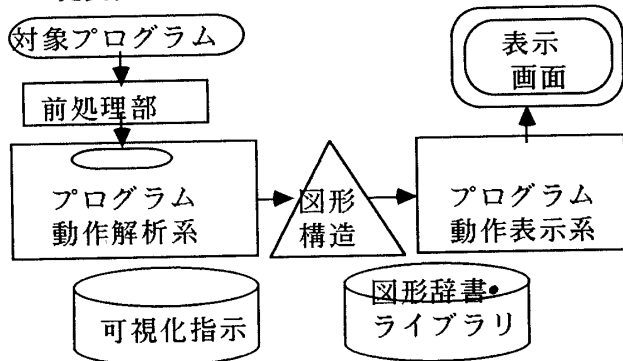 対象プログラム
前処理部
プログラム
動作解析系
図形
構造
プログラム
動作表示系
表示
画面
可視化指示
図形辞書・
ライブラリ